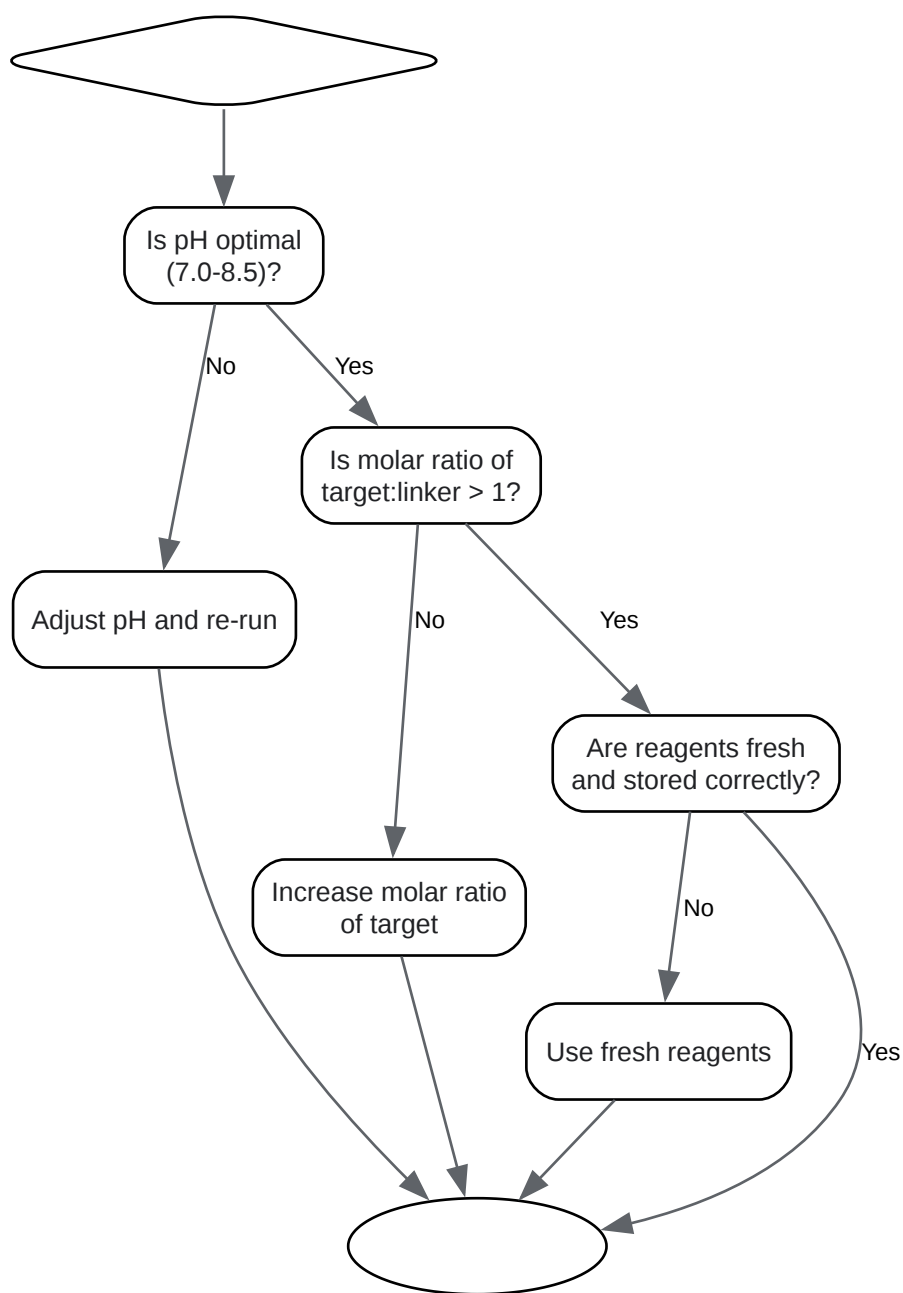 Is pH optimal
(7.0-8.5)?
No
Yes
Is molar ratio of
target:linker > 1?
Adjust pH and re-run
No
Yes
Are reagents fresh
and stored correctly?
Increase molar ratio
of target
No
Use fresh reagents
Yes